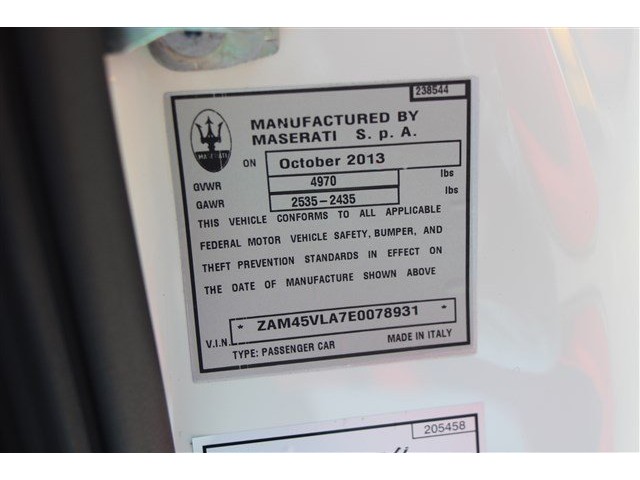 238544
MANUFACTURED BY
MASERATI S. p A.
MASERATI
ON October 2013
GVWR 4970 lbs
GAWR 2535-2435 lbs
THIS VEHICLE CONFORMS TO ALL APPLICABLE
FEDERAL MOTOR VEHICLE SAFETY, BUMPER, AND
THEFT PREVENTION STANDARDS IN EFFECT ON
THE DATE OF MANUFACTURE SHOWN ABOVE
V.I.N. * ZAM45VLA7E0078931 *
TYPE: PASSENGER CAR MADE IN ITALY
205458